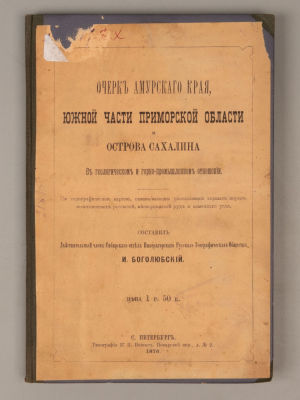 ОЧЕРКЪ АМУРСКАГО КРАЯ,
ЮЖНОЙ ЧАСТИ ПРИМОРСКОЙ ОБЛАСТИ
И
ОСТРОВА САХАЛИНА
Въ геологическомъ и горно-промышленномъ отношеніи.
СОСТАВИЛЪ
Дѣйствительный членъ Сибирскаго отдѣла Императорскаго Русскаго Географическаго Общества,
И. БОГОЛЮБСКІЙ.
ЦѢНА 1 р. 50 к.
С. ПЕТЕРБУРГЪ.
1876.